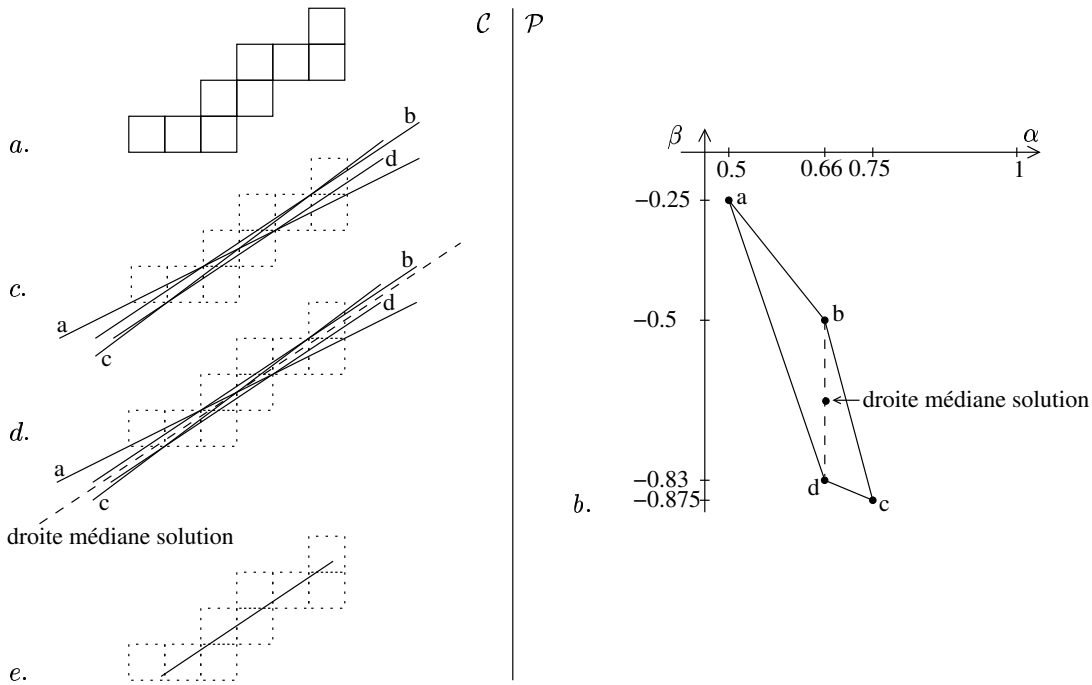 C P
a.
b
d
c.
a
c
b
d
d.
a
c
droite médiane solution
e.
β α
0.5 0.66 0.75 1
−0.25
a
−0.5
b
droite médiane solution
−0.83
d
−0.875
c
b.